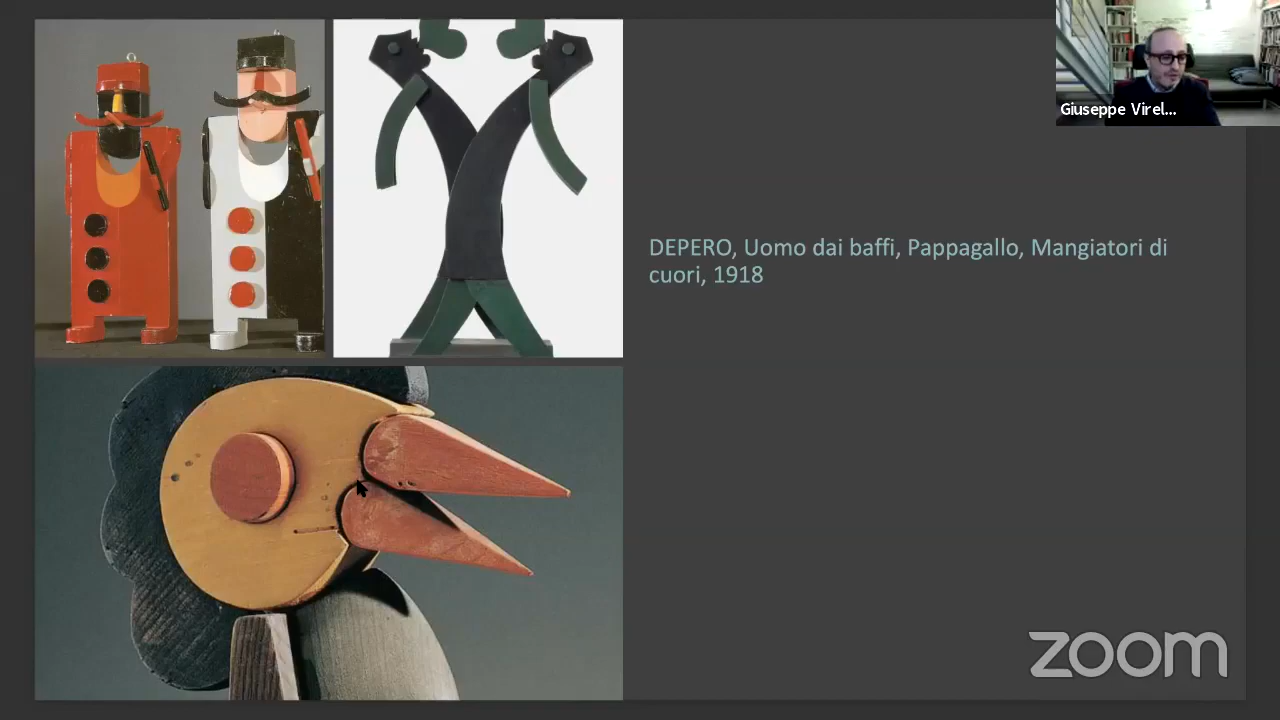 Giuseppe Virel...
DEPERO, Uomo dai baffi, Pappagallo, Mangiatori di
cuori, 1918
zoom